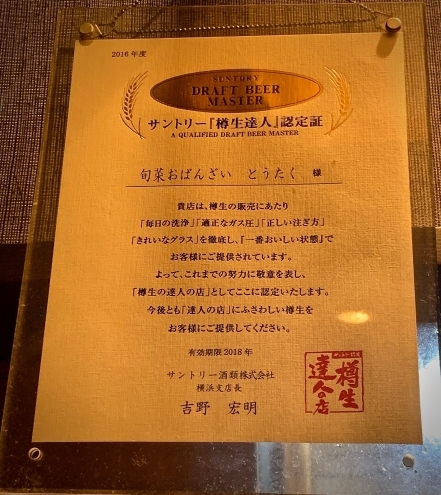 2016年度
SUNTORY
DRAFT BEER
MASTER
サントリー「樽生達人」認定証
A QUALIFIED DRAFT BEER MASTER
旬菜おばんざい　とうたく　様
貴店は、樽生の販売にあたり
「毎日の洗浄」「適正なガス圧」「正しい注ぎ方」
「きれいなグラス」を徹底し、『一番おいしい状態』で
お客様にご提供されています。
よって、これまでの努力に敬意を表し、
「樽生の達人の店」としてここに認定いたします。
今後とも「達人の店」にふさわしい樽生を
お客様にご提供してください。
有効期限2018年
サントリー酒類株式会社
横浜支店長
吉野　宏明
サントリー認定
樽生
達人の店